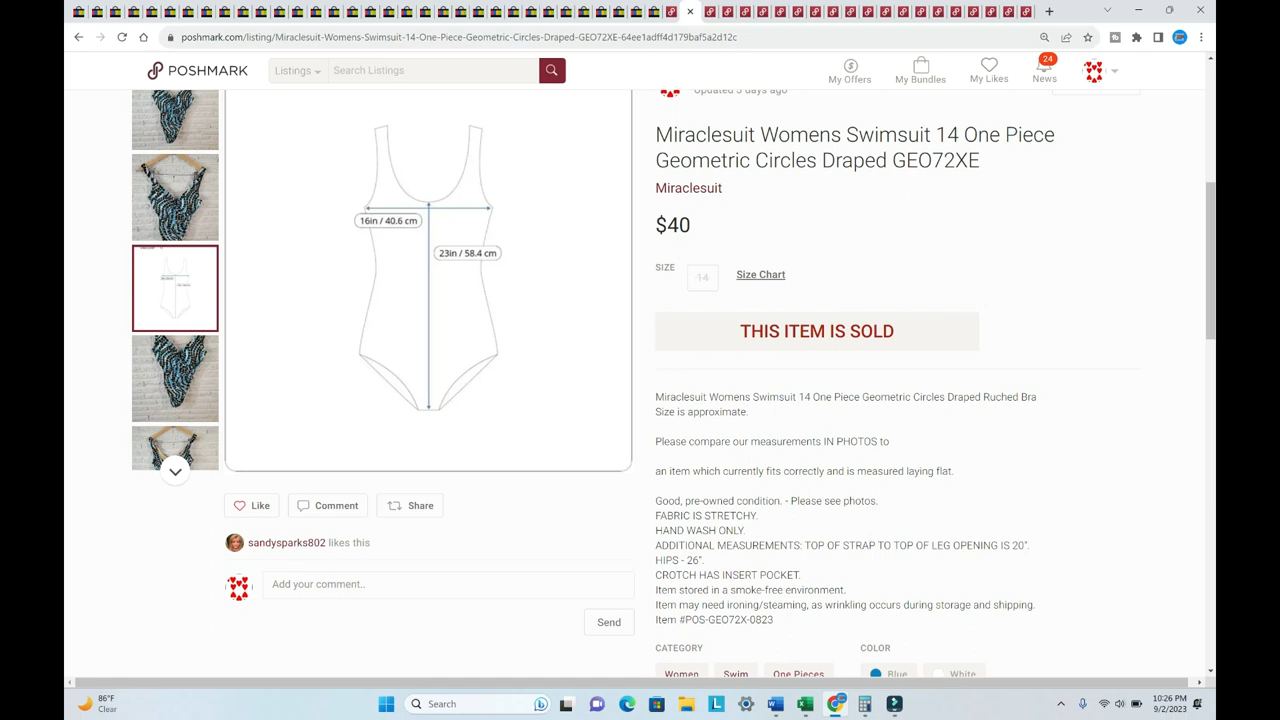 poshmark.com/listing/Miraclesuit-Womens-Swimsuit-14-One-Piece-Geometric-Circles-Draped-GEO72XE-64ee1adff4d179baf5a2d12c
POSHMARK
Listings
Search Listings
My Offers
My Bundles
My Likes
24
News
Updated 3 days ago
Miraclesuit Womens Swimsuit 14 One Piece
Geometric Circles Draped GEO72XE
Miraclesuit
$40
SIZE
14
Size Chart
THIS ITEM IS SOLD
16in / 40.6 cm
23in / 58.4 cm
Miraclesuit Womens Swimsuit 14 One Piece Geometric Circles Draped Ruched Bra
Size is approximate.
Please compare our measurements IN PHOTOS to
an item which currently fits correctly and is measured laying flat.
Good, pre-owned condition. - Please see photos.
FABRIC IS STRETCHY.
HAND WASH ONLY.
ADDITIONAL MEASUREMENTS: TOP OF STRAP TO TOP OF LEG OPENING IS 20".
HIPS - 26".
CROTCH HAS INSERT POCKET.
Item stored in a smoke-free environment.
Item may need ironing/steaming, as wrinkling occurs during storage and shipping.
Item #POS-GEO72X-0823
CATEGORY
COLOR
Women
Swim
One Pieces
Blue
White
Like
Comment
Share
sandysparks802 likes this
Add your comment..
Send
86°F
Clear
Search
10:26 PM
9/2/2023